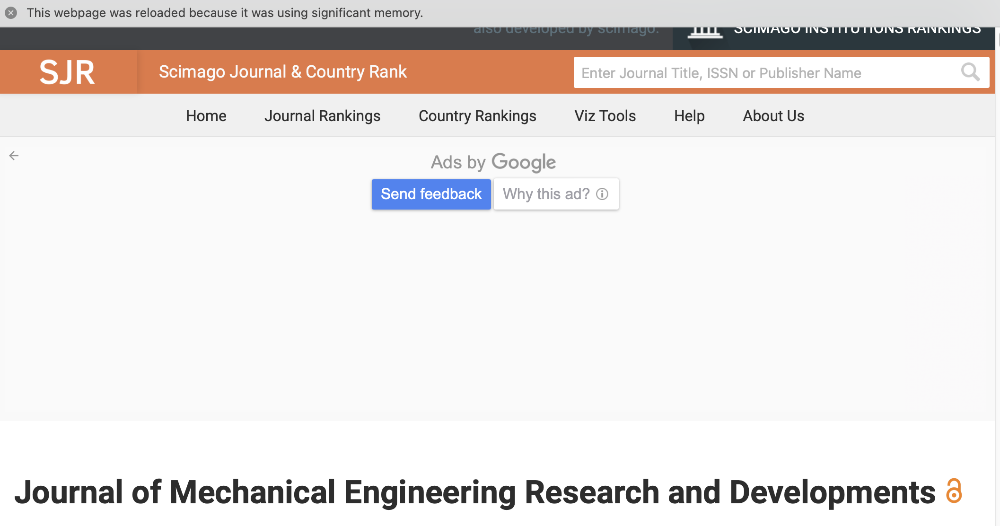 This webpage was reloaded because it was using significant memory.
also developed by scimago.
SCIMAGO INSTITUTIONS RANKINGS
SJR
Scimago Journal & Country Rank
Enter Journal Title, ISSN or Publisher Name
Home
Journal Rankings
Country Rankings
Viz Tools
Help
About Us
Ads by Google
Send feedback
Why this ad?
Journal of Mechanical Engineering Research and Developments